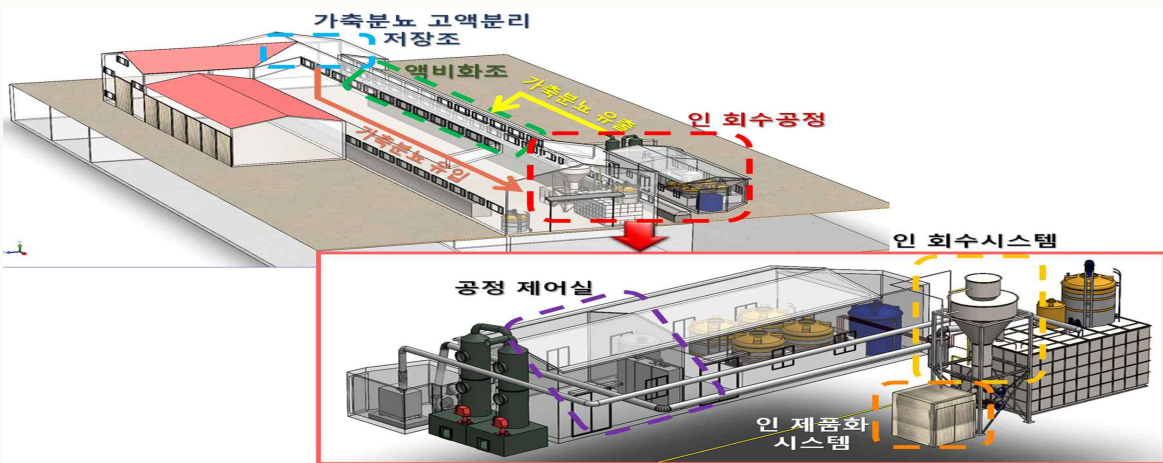 가축분뇨 고액분리
저장조
액비화조
가축분뇨 유출
인 회수공정
가축분뇨 유입
인 회수시스템
공정 제어실
인 제품화
시스템